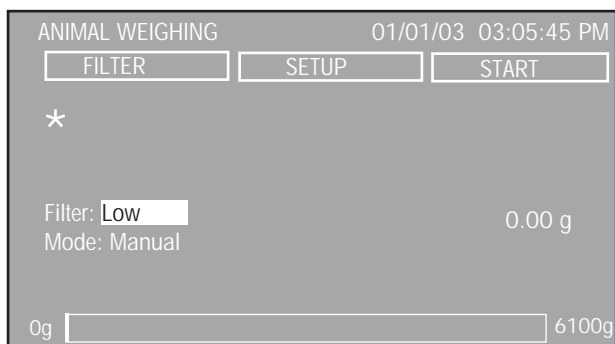 ANIMAL WEIGHING 01/01/03 03:05:45 PM
FILTER SETUP START
*
Filter: Low
0.00 g
Mode: Manual
0g 6100g